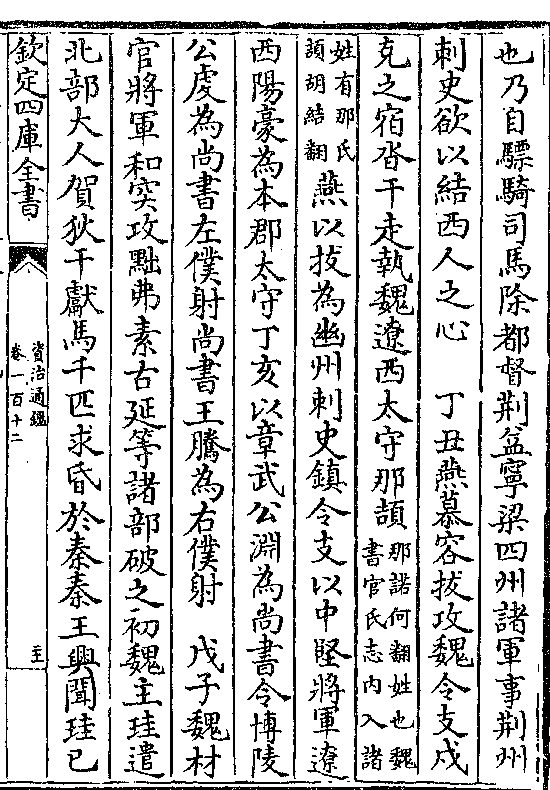 也乃自驃騎司馬除都督荆益寧梁四州諸軍事荆州
刺史欲以結西人之心　丁丑燕慕容拔攻魏令支戍
克之宿沓干走執魏遼西太守那頡那諾何翻姓也魏書官氏志内入諸
姓有那氏頡胡結翻燕以拔為幽州刺史鎮令支以中堅將軍遼
西陽豪為本郡太守丁亥以章武公淵為尚書令博陵
公虔為尚書左僕射尚書王騰為右僕射　戊子魏材
官將軍和突攻黜弗素古延等諸部破之初魏主珪遣
北部大人賀狄干獻馬千匹求昏於秦秦王興聞珪已
欽定四庫全書
資治通鑑
卷一百十二